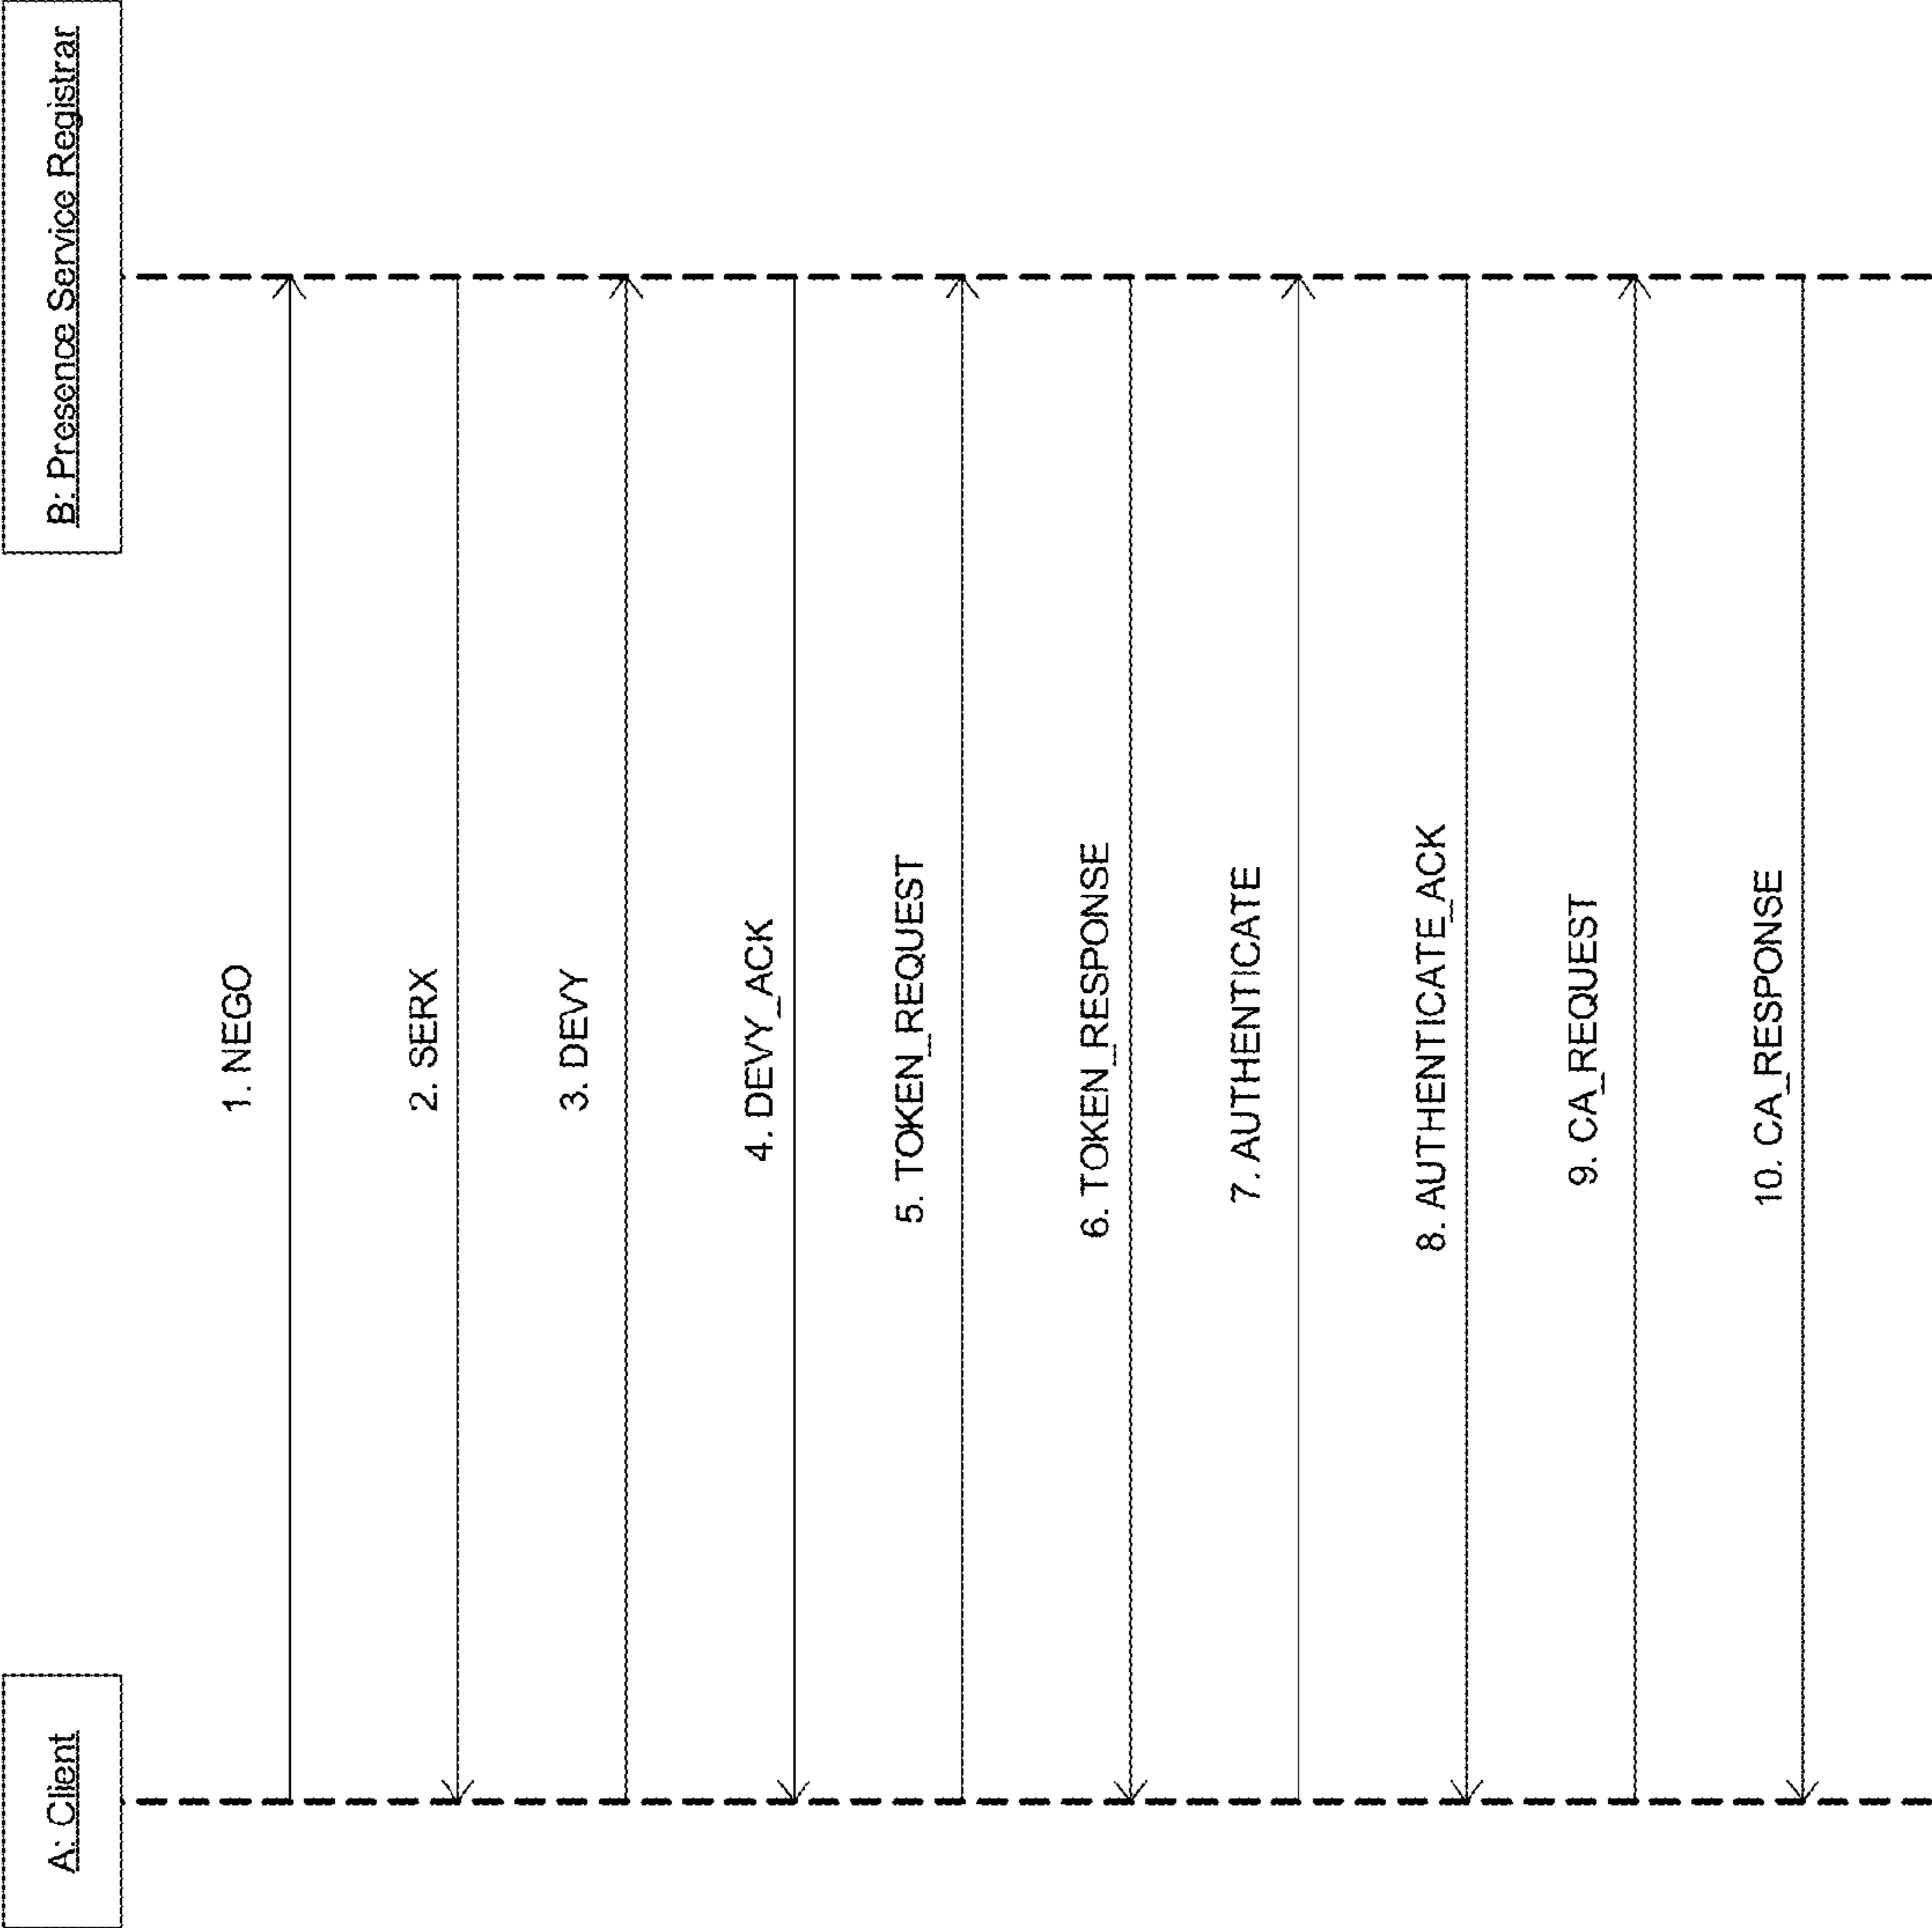 A: Client
B: Presence Service Registrar
1. NEGO
2. SERX
3. DEVY
4. DEVY_ACK
5. TOKEN_REQUEST
6. TOKEN_RESPONSE
7. AUTHENTICATE
8. AUTHENTICATE_ACK
9. CA_REQUEST
10. CA_RESPONSE